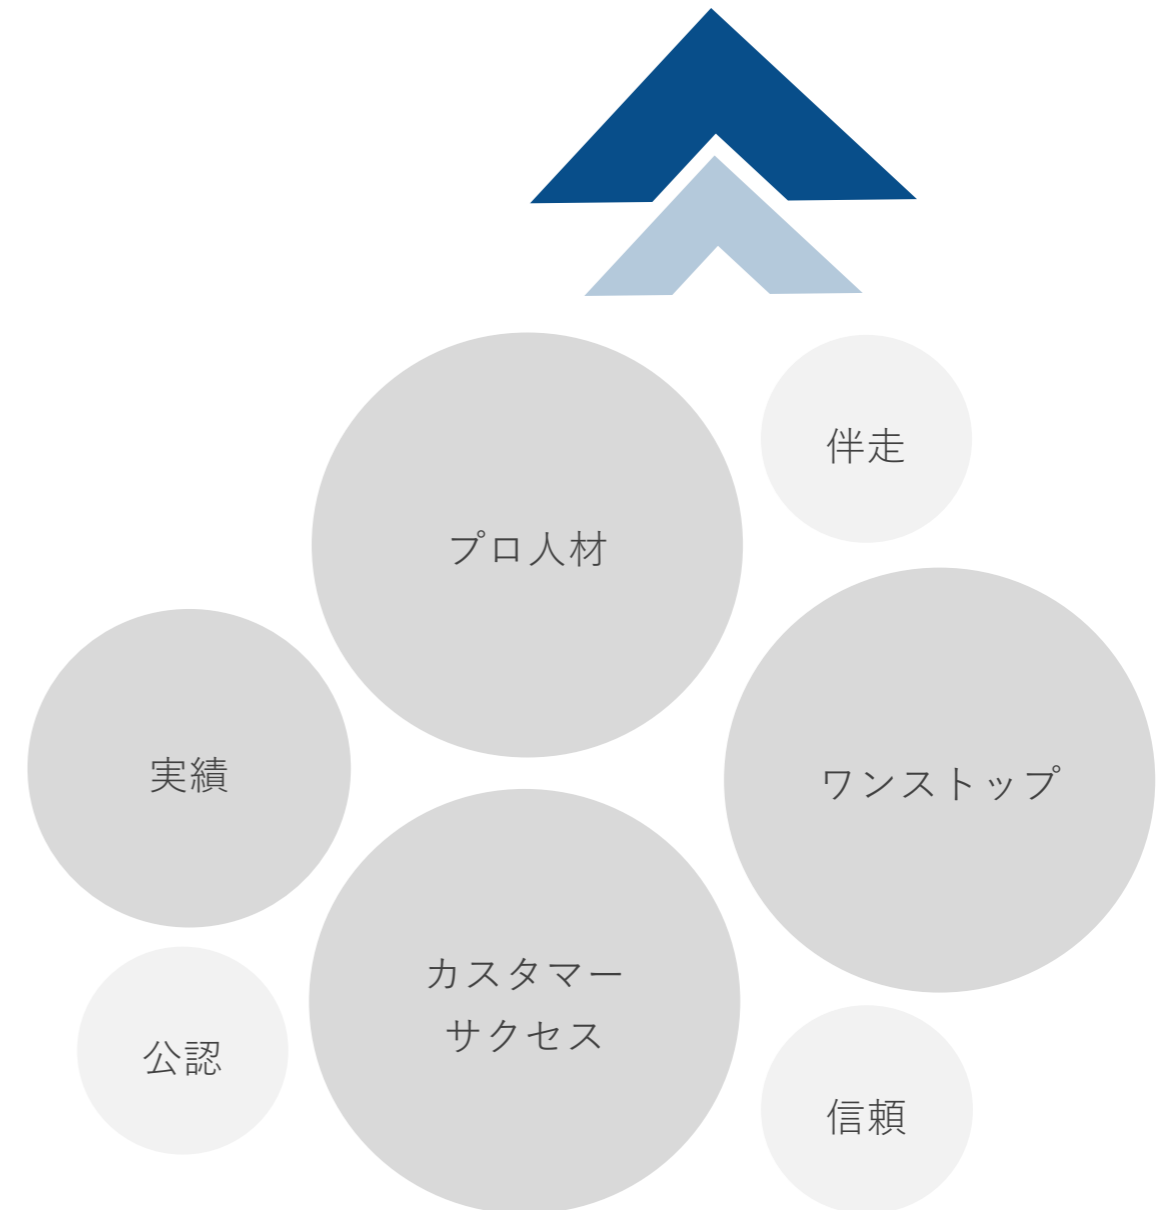 伴走
プロ人材
実績
ワンストップ
カスタマー
サクセス
公認
信頼